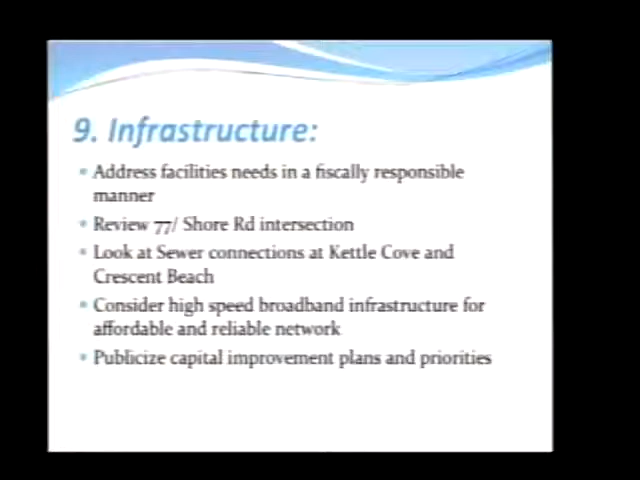 9. Infrastructure:
Address facilities needs in a fiscally responsible
manner
Review 77/ Shore Rd intersection
Look at Sewer connections at Kettle Cove and
Crescent Beach
Consider high speed broadband infrastructure for
affordable and reliable network
Publicize capital improvement plans and priorities